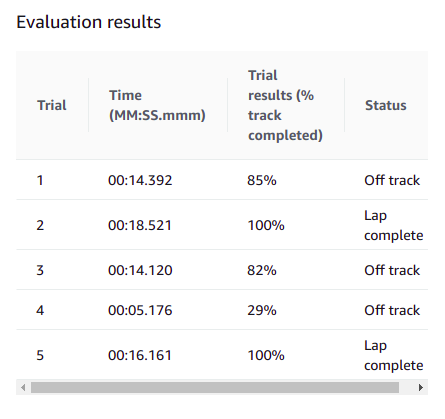 Evaluation results
Trial
Time
(MM:SS.mmm)
Trial
results (%
track
completed)
Status
1 00:14.392 85% Off track
2 00:18.521 100% Lap
complete
3 00:14.120 82% Off track
4 00:05.176 29% Off track
5 00:16.161 100% Lap
complete